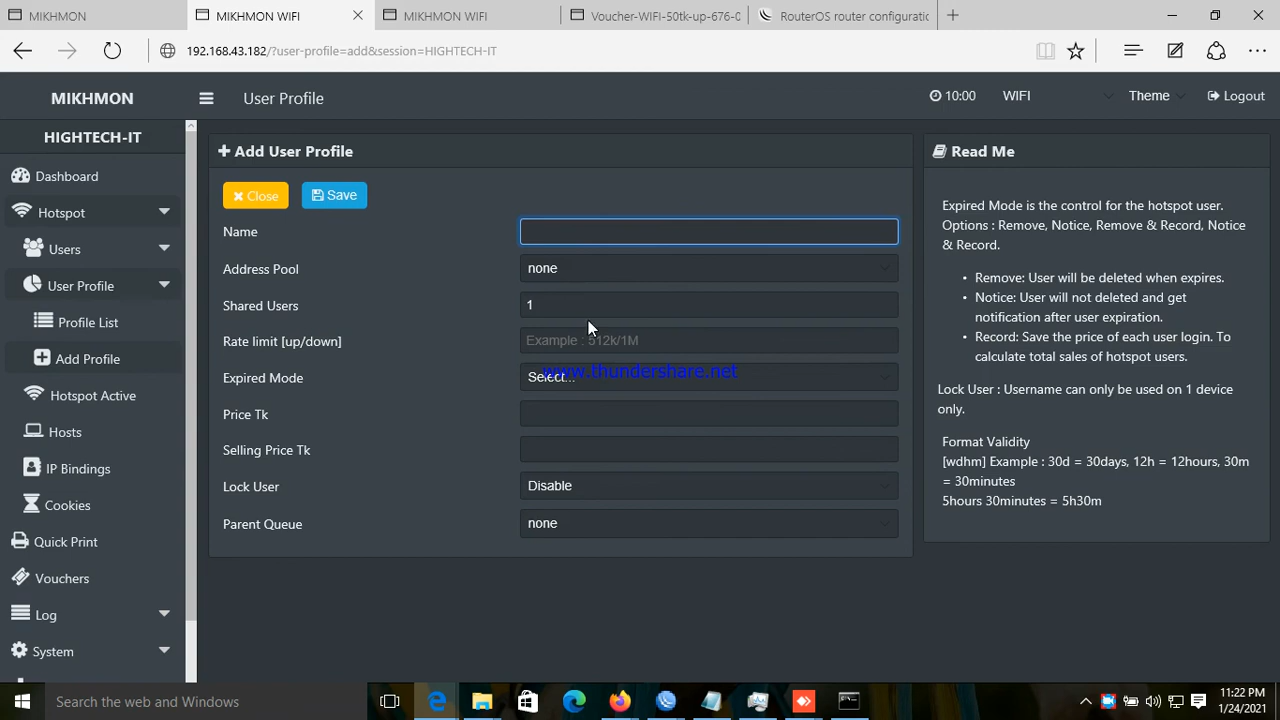 MIKHMON
MIKHMON WIFI
MIKHMON WIFI
Voucher-WIFI-50tk-up-676-0
RouterOS router configuratio
192.168.43.182/?user-profile=add&session=HIGHTECH-IT
MIKHMON
User Profile
10:00
WIFI
Theme
Logout
HIGHTECH-IT
Dashboard
Hotspot
Users
User Profile
Profile List
Add Profile
Hotspot Active
Hosts
IP Bindings
Cookies
Quick Print
Vouchers
Log
System
Add User Profile
Close
Save
Name
Address Pool
none
Shared Users
1
Rate limit [up/down]
Example : 512k/1M
Expired Mode
Select...
www.thundershare.net
Price Tk
Selling Price Tk
Lock User
Disable
Parent Queue
none
Read Me
Expired Mode is the control for the hotspot user.
Options : Remove, Notice, Remove & Record, Notice
& Record.
• Remove: User will be deleted when expires.
• Notice: User will not deleted and get
notification after user expiration.
• Record: Save the price of each user login. To
calculate total sales of hotspot users.
Lock User : Username can only be used on 1 device
only.
Format Validity
[wdhm] Example : 30d = 30days, 12h = 12hours, 30m
= 30minutes
5hours 30minutes = 5h30m
Search the web and Windows
11:22 PM
1/24/2021